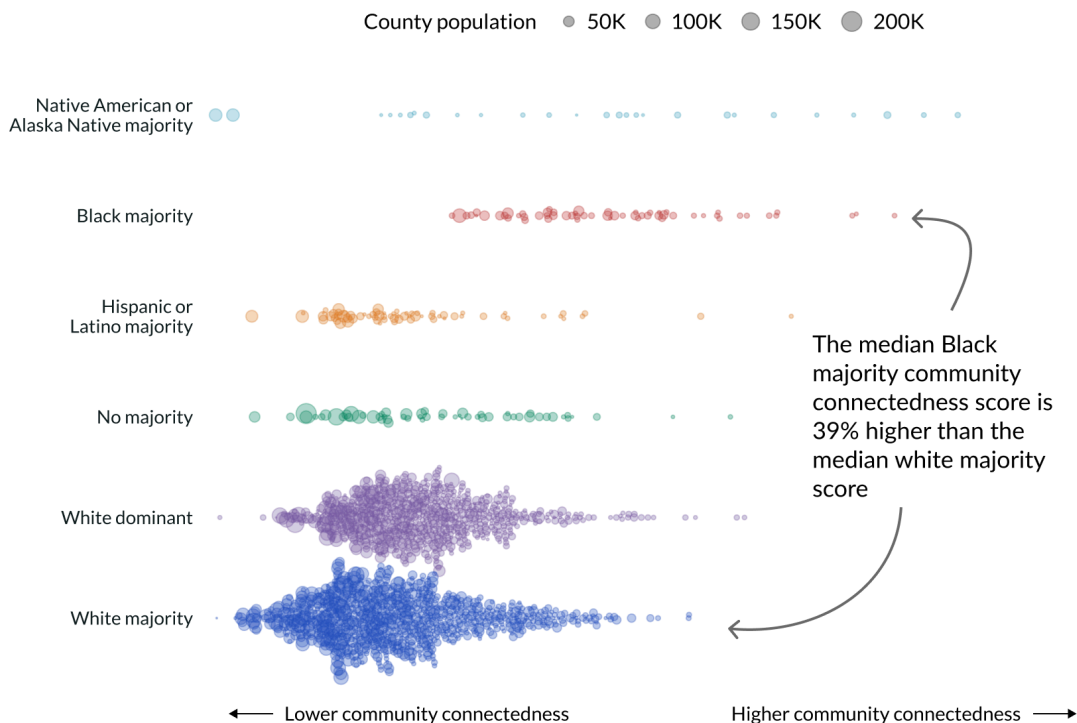 County population 50K 100K 150K 200K
Native American or
Alaska Native majority
Black majority
Hispanic or
Latino majority
The median Black
majority community
connectedness score is
39% higher than the
median white majority
score
No majority
White dominant
White majority
Lower community connectedness
Higher community connectedness